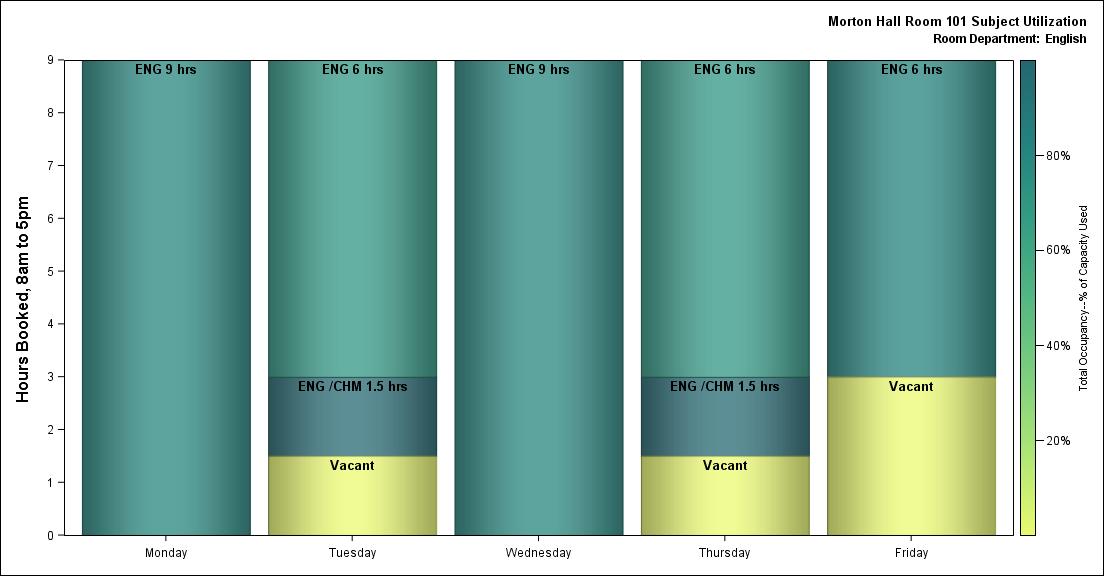 Morton Hall Room 101 Subject Utilization
Room Department: English
Hours Booked, 8am to 5pm
9
8
7
6
5
4
3
2
1
0
ENG 9 hrs
ENG 6 hrs
ENG 9 hrs
ENG 6 hrs
ENG 6 hrs
ENG /CHM 1.5 hrs
ENG /CHM 1.5 hrs
Vacant
Vacant
Vacant
Monday
Tuesday
Wednesday
Thursday
Friday
80%
60%
40%
20%
Total Occupancy--% of Capacity Used